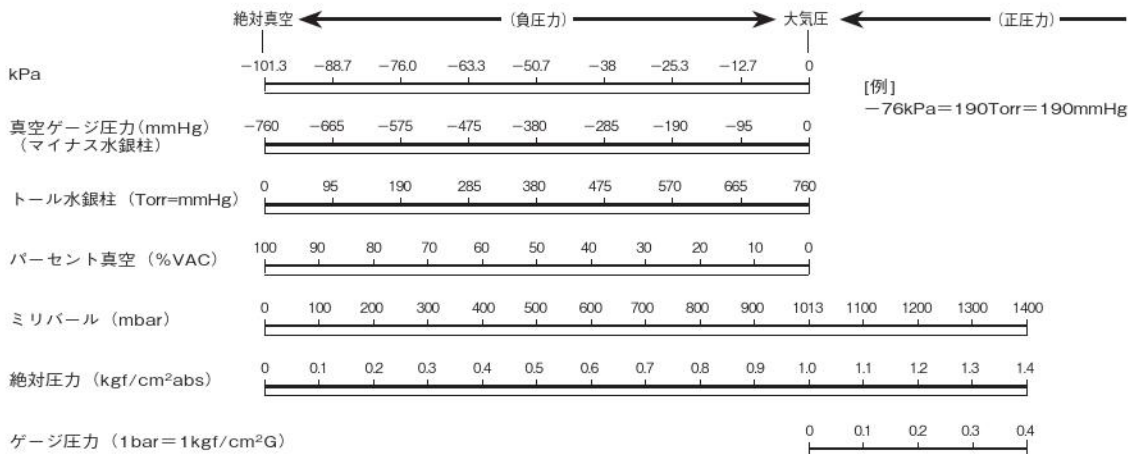 絶対真空 (負圧力) 大気圧 (正圧力)
kPa −101.3 −88.7 −76.0 −63.3 −50.7 −38 −25.3 −12.7 0
[例]
−76kPa=190Torr=190mmHg
真空ゲージ圧力(mmHg) −760 −665 −575 −475 −380 −285 −190 −95 0
(マイナス水銀柱)
トール水銀柱 (Torr=mmHg) 0 95 190 285 380 475 570 665 760
パーセント真空 (%VAC) 100 90 80 70 60 50 40 30 20 10 0
ミリバール (mbar) 0 100 200 300 400 500 600 700 800 900 1013 1100 1200 1300 1400
絶対圧力 (kgf/cm²abs) 0 0.1 0.2 0.3 0.4 0.5 0.6 0.7 0.8 0.9 1.0 1.1 1.2 1.3 1.4
ゲージ圧力 (1bar=1kgf/cm²G) 0 0.1 0.2 0.3 0.4